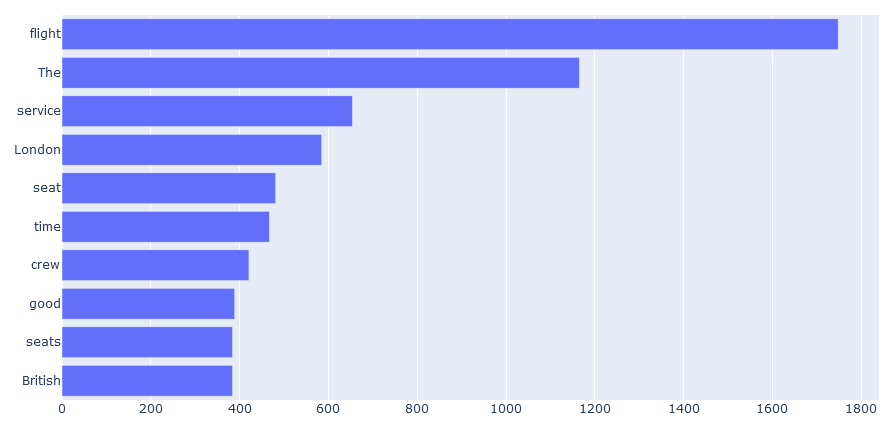 flight
The
service
London
seat
time
crew
good
seats
British
0 200 400 600 800 1000 1200 1400 1600 1800